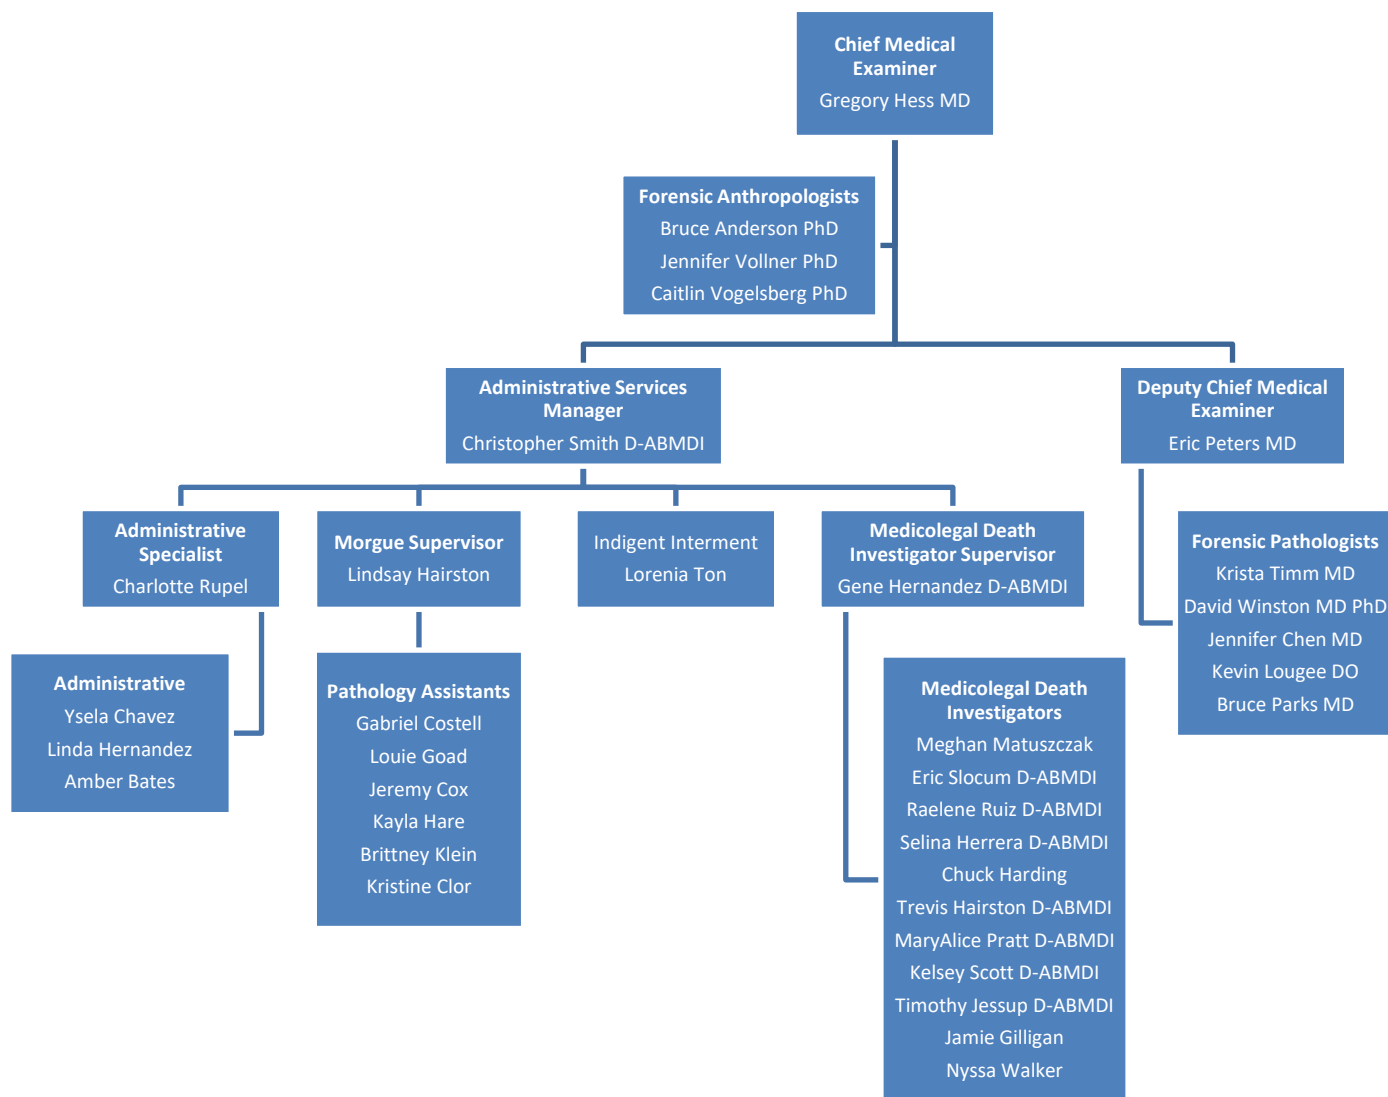 Chief Medical
Examiner
Gregory Hess MD
Forensic Anthropologists
Bruce Anderson PhD
Jennifer Vollner PhD
Caitlin Vogelsberg PhD
Administrative Services
Manager
Christopher Smith D-ABMDI
Deputy Chief Medical
Examiner
Eric Peters MD
Administrative
Specialist
Charlotte Rupel
Morgue Supervisor
Lindsay Hairston
Indigent Interment
Lorenia Ton
Medicolegal Death
Investigator Supervisor
Gene Hernandez D-ABMDI
Forensic Pathologists
Krista Timm MD
David Winston MD PhD
Jennifer Chen MD
Kevin Lougee DO
Bruce Parks MD
Administrative
Ysela Chavez
Linda Hernandez
Amber Bates
Pathology Assistants
Gabriel Costell
Louie Goad
Jeremy Cox
Kayla Hare
Brittney Klein
Kristine Clor
Medicolegal Death
Investigators
Meghan Matuszczak
Eric Slocum D-ABMDI
Raelene Ruiz D-ABMDI
Selina Herrera D-ABMDI
Chuck Harding
Trevis Hairston D-ABMDI
MaryAlice Pratt D-ABMDI
Kelsey Scott D-ABMDI
Timothy Jessup D-ABMDI
Jamie Gilligan
Nyssa Walker